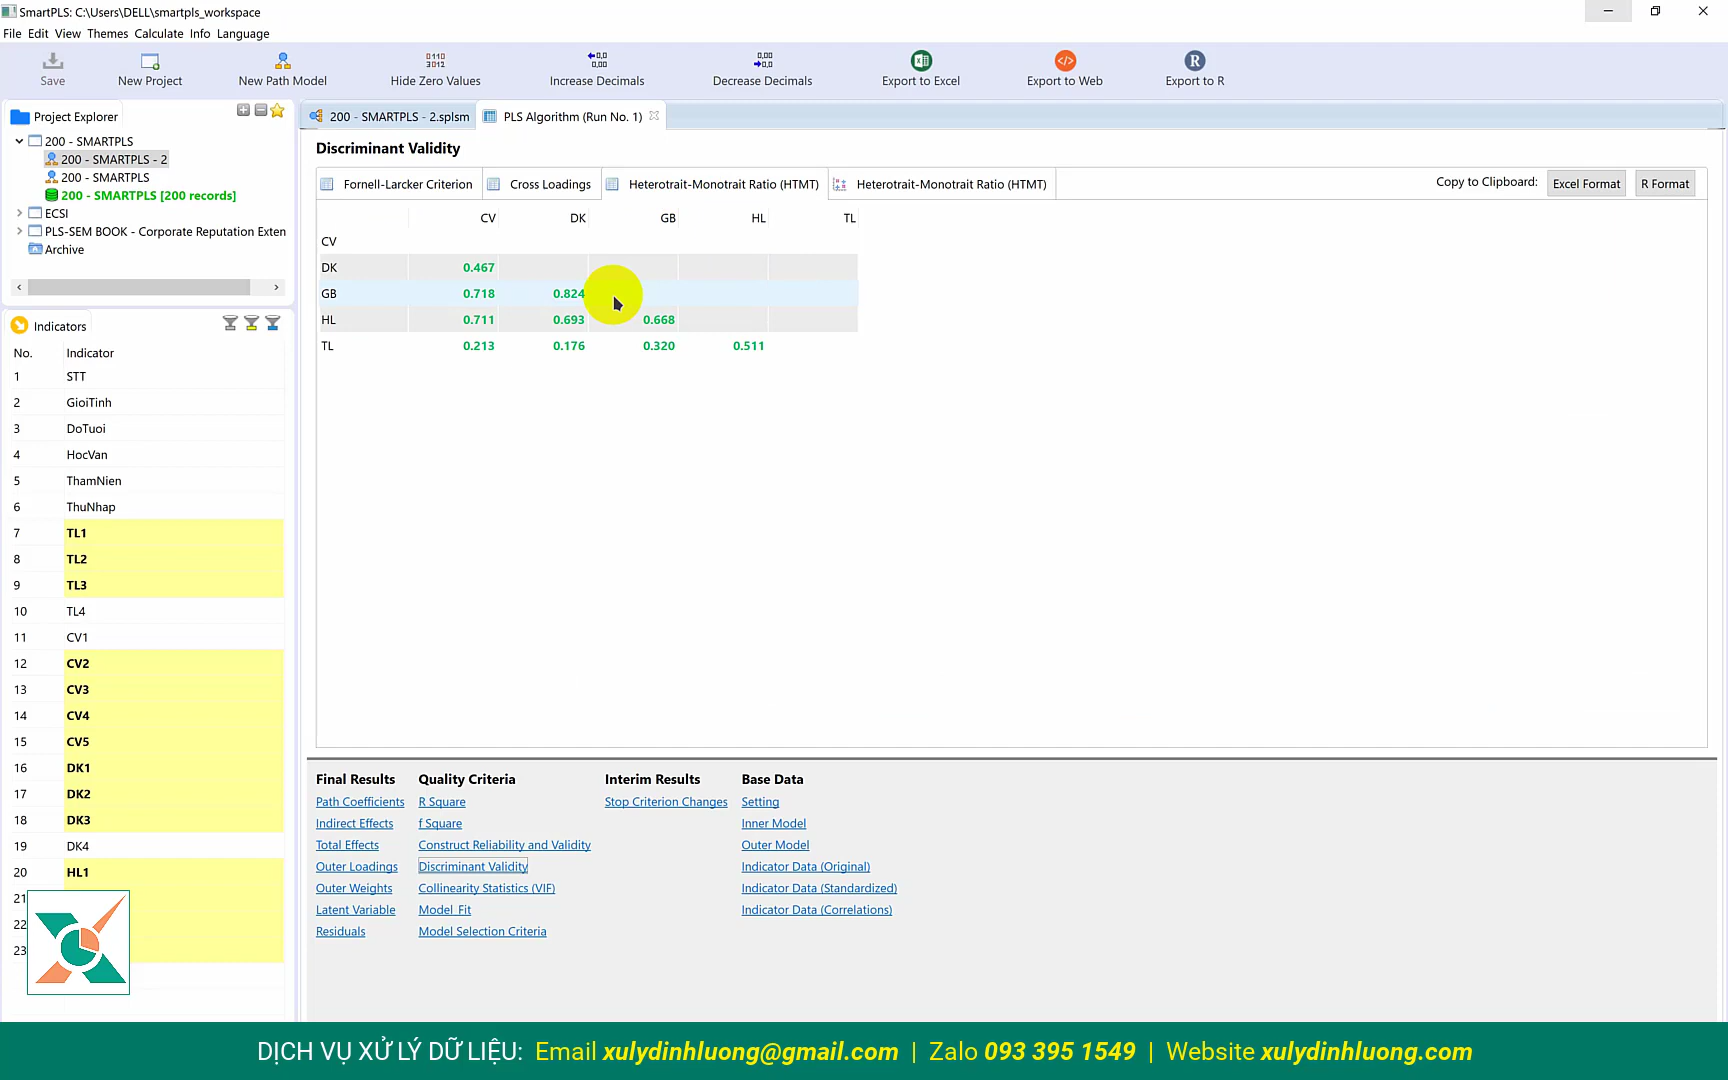 SmartPLS: C:\Users\DELL\smartpls_workspace
File Edit View Themes Calculate Info Language
Save
New Project
New Path Model
Hide Zero Values
Increase Decimals
Decrease Decimals
Export to Excel
Export to Web
Export to R
Project Explorer
200 - SMARTPLS
200 - SMARTPLS - 2
200 - SMARTPLS
200 - SMARTPLS [200 records]
ECSI
PLS-SEM BOOK - Corporate Reputation Exten
Archive
Indicators
No. Indicator
1 STT
2 GioiTinh
3 DoTuoi
4 HocVan
5 ThamNien
6 ThuNhap
7 TL1
8 TL2
9 TL3
10 TL4
11 CV1
12 CV2
13 CV3
14 CV4
15 CV5
16 DK1
17 DK2
18 DK3
19 DK4
20 HL1
21
22
23
200 - SMARTPLS - 2.splsm
PLS Algorithm (Run No. 1)
Discriminant Validity
Fornell-Larcker Criterion
Cross Loadings
Heterotrait-Monotrait Ratio (HTMT)
Heterotrait-Monotrait Ratio (HTMT)
Copy to Clipboard: Excel Format R Format
CV DK GB HL TL
CV
DK 0.467
GB 0.718 0.824
HL 0.711 0.693 0.668
TL 0.213 0.176 0.320 0.511
Final Results Quality Criteria Interim Results Base Data
Path Coefficients R Square Stop Criterion Changes Setting
Indirect Effects f Square Inner Model
Total Effects Construct Reliability and Validity Outer Model
Outer Loadings Discriminant Validity Indicator Data (Original)
Outer Weights Collinearity Statistics (VIF) Indicator Data (Standardized)
Latent Variable Model_Fit Indicator Data (Correlations)
Residuals Model Selection Criteria
DỊCH VỤ XỬ LÝ DỮ LIỆU: Email xulydinhluong@gmail.com | Zalo 093 395 1549 | Website xulydinhluong.com